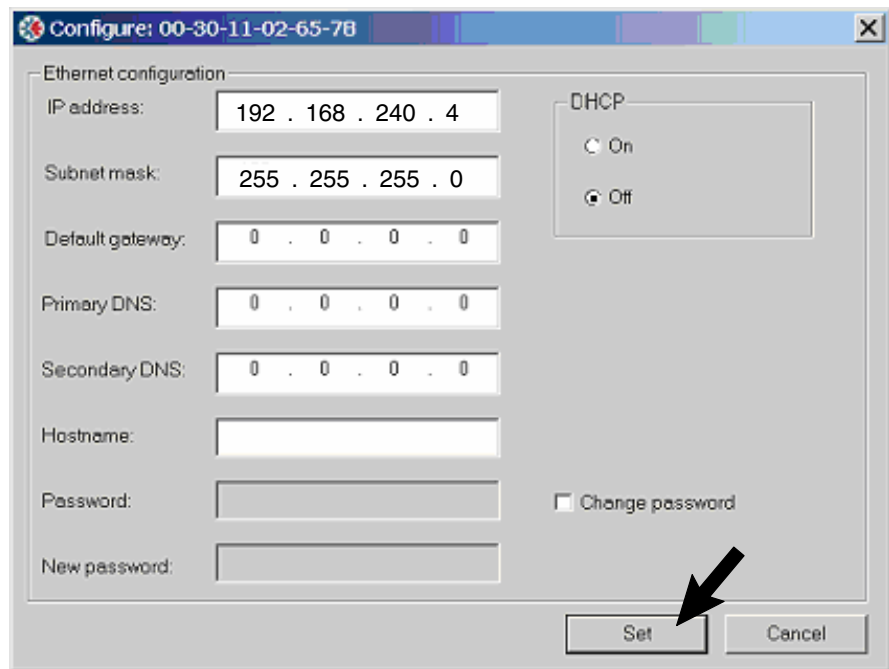 Configure: 00-30-11-02-65-78
Ethernet configuration
IP address: 192 . 168 . 240 . 4
DHCP
On
Subnet mask: 255 . 255 . 255 . 0
Off
Default gateway: 0 . 0 . 0 . 0
Primary DNS: 0 . 0 . 0 . 0
Secondary DNS: 0 . 0 . 0 . 0
Hostname:
Password:
Change password
New password:
Set
Cancel